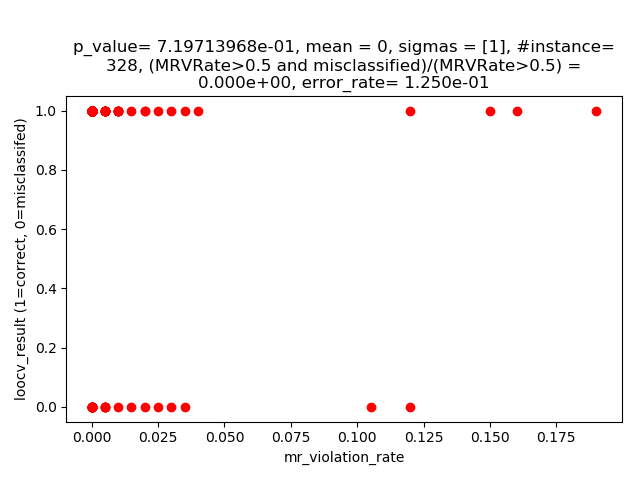 p_value= 7.19713968e-01, mean = 0, sigmas = [1], #instance=
328, (MRVRate>0.5 and misclassified)/(MRVRate>0.5) =
0.000e+00, error_rate= 1.250e-01
1.0
0.8
0.6
0.4
0.2
0.0
loocv_result (1=correct, 0=misclassifed)
0.000 0.025 0.050 0.075 0.100 0.125 0.150 0.175
mr_violation_rate